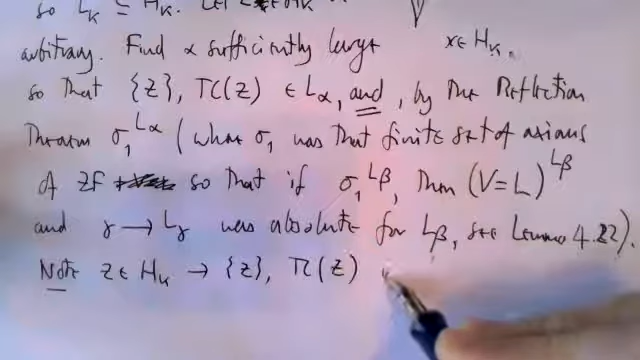 so L_κ ⊆ H_κ. Let z ∈ H_κ
arbitrary. Find α sufficiently large x ∈ H_κ.
so that {z}, TC(z) ∈ L_α, and, by the Reflection
Theorem σ_1^{L_α} (where σ_1 was that finite set of axioms
of ZF so that if σ_1^{L_β}, then (V=L)^{L_β}
and γ → L_γ was absolute for L_β, see Lemma 4.22).
Note z ∈ H_κ → {z}, TC(z)